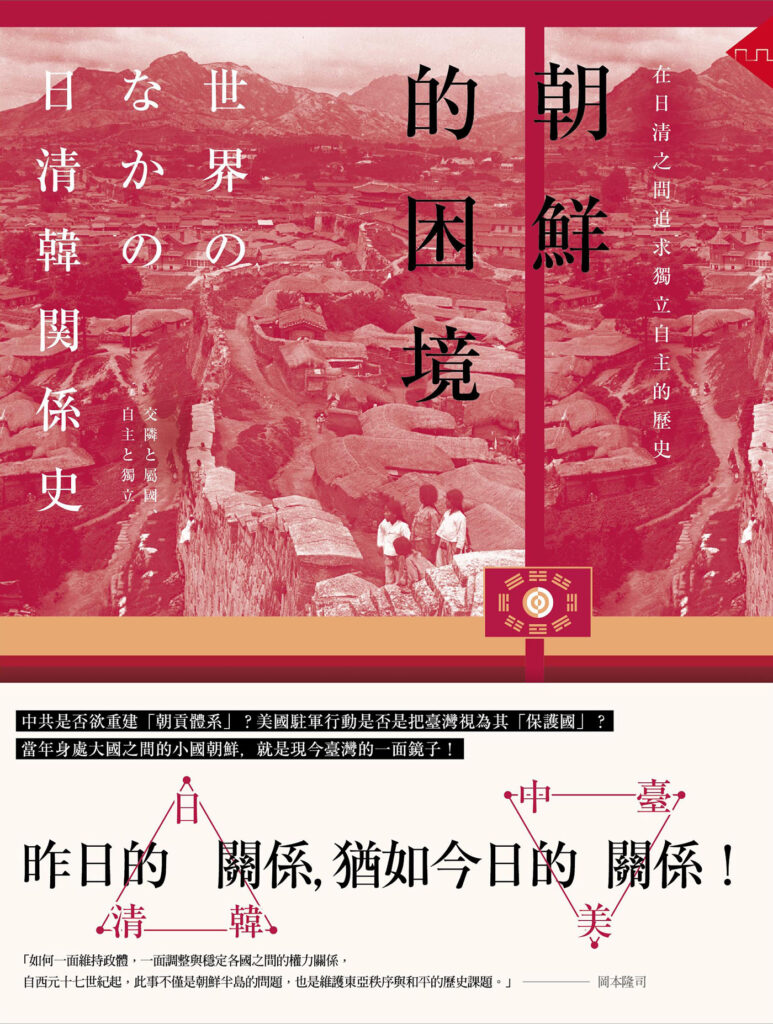 朝鮮
的困境
在日清之間追求獨立自主的歷史
世界の
なかの
日清韓関係史
交隣と屬國、
自主と獨立
中共是否欲重建「朝貢體系」？美國駐軍行動是否是把臺灣視為其「保護國」？
當年身處大國之間的小國朝鮮，就是現今臺灣的一面鏡子！
日
清
韓
中
臺
美
昨日的 關係，猶如今日的 關係！
「如何一面維持政體，一面調整與穩定各國之間的權力關係，
自西元十七世紀起，此事不僅是朝鮮半島的問題，也是維護東亞秩序與和平的歷史課題。」
岡本隆司